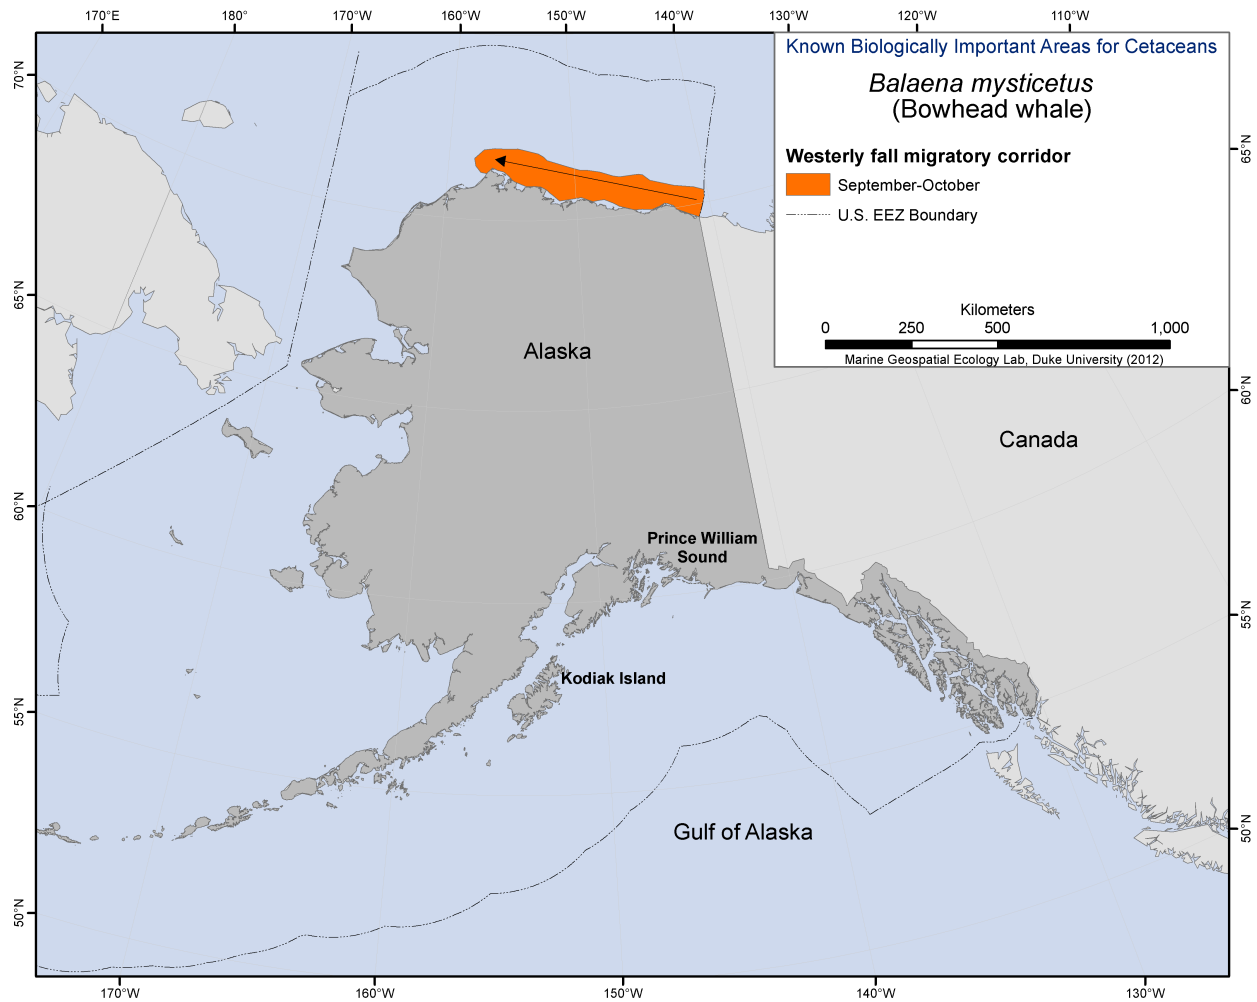 170°E 180° 170°W 160°W 150°W 140°W 130°W 120°W 110°W
Known Biologically Important Areas for Cetaceans
Balaena mysticetus
(Bowhead whale)
Westerly fall migratory corridor
September-October
U.S. EEZ Boundary
Kilometers
0 250 500 1,000
Marine Geospatial Ecology Lab, Duke University (2012)
70°N
65°N
60°N
55°N
50°N
65°N
60°N
55°N
50°N
Alaska
Canada
Prince William
Sound
Kodiak Island
Gulf of Alaska
170°W 160°W 150°W 140°W 130°W